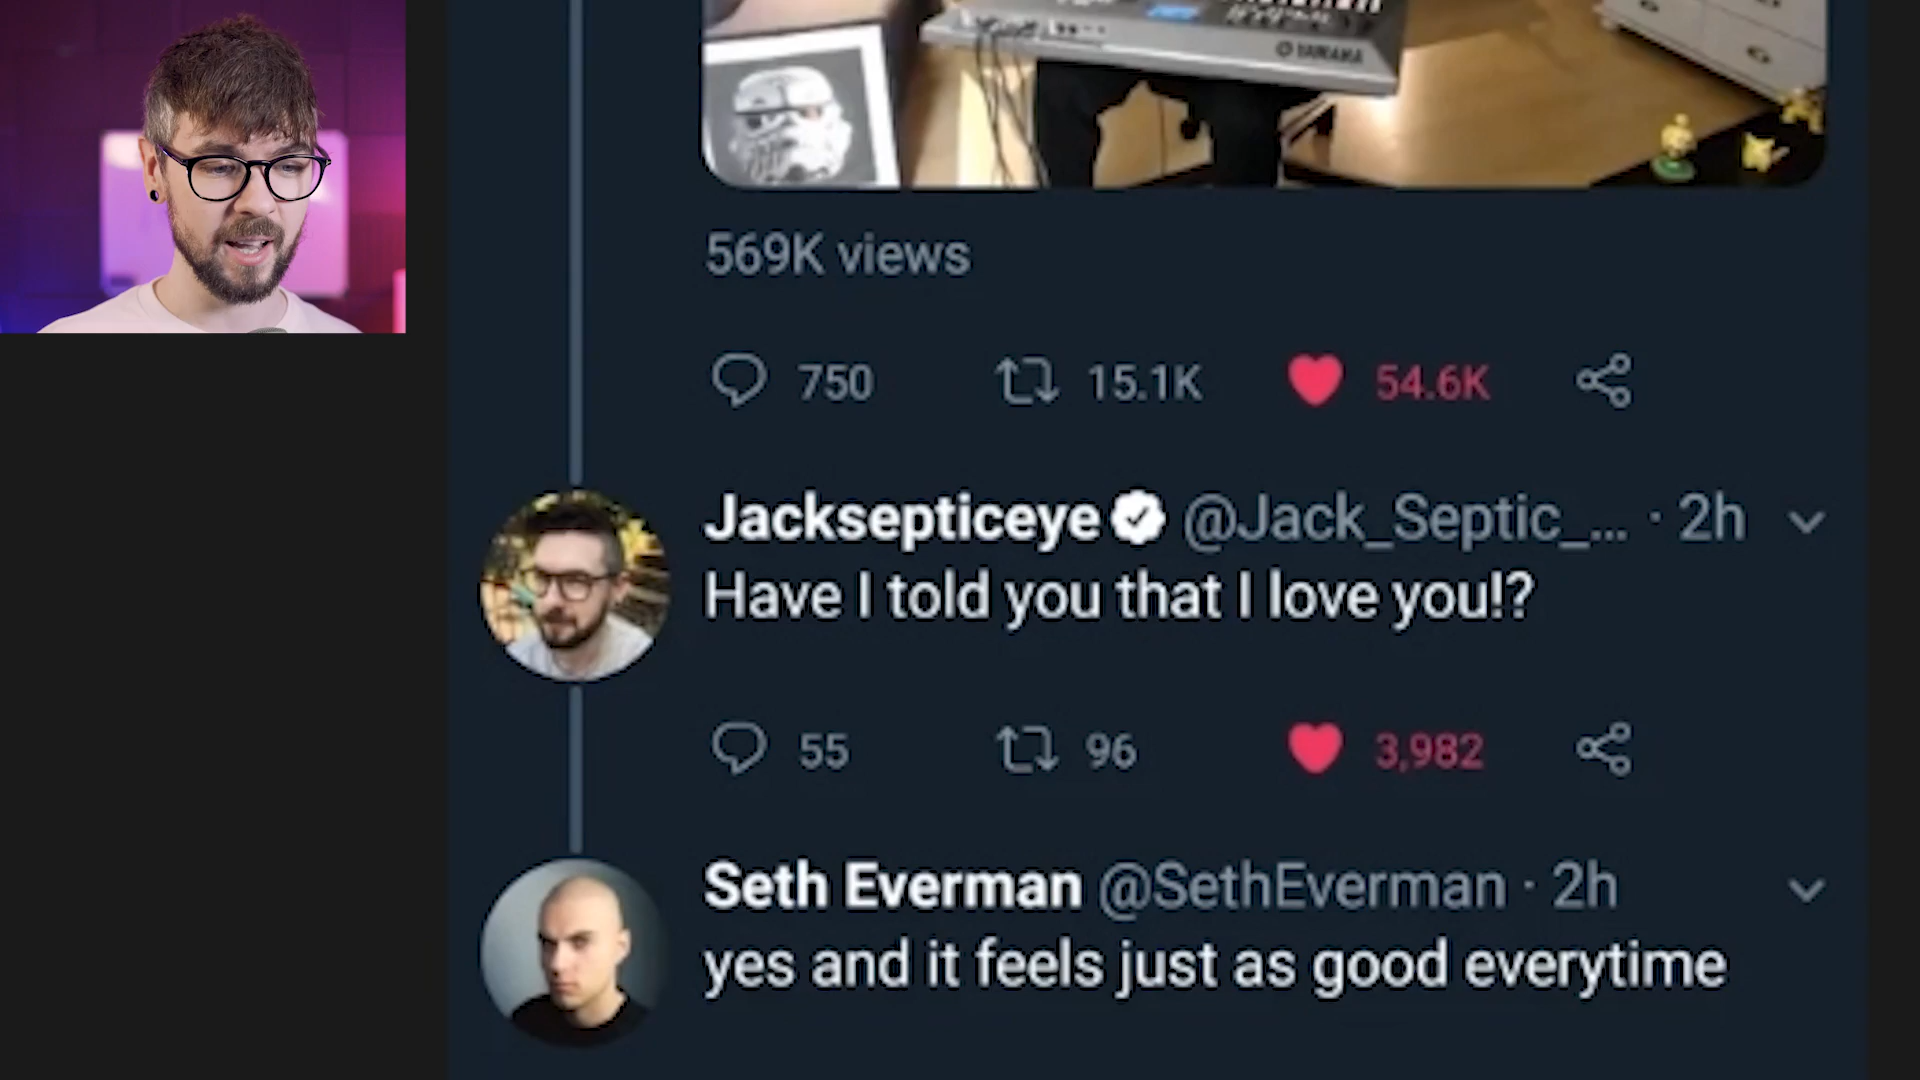 YAMAHA
569K views
750 15.1K 54.6K
Jacksepticeye @Jack_Septic_... · 2h
Have I told you that I love you!?
55 96 3,982
Seth Everman @SethEverman · 2h
yes and it feels just as good everytime